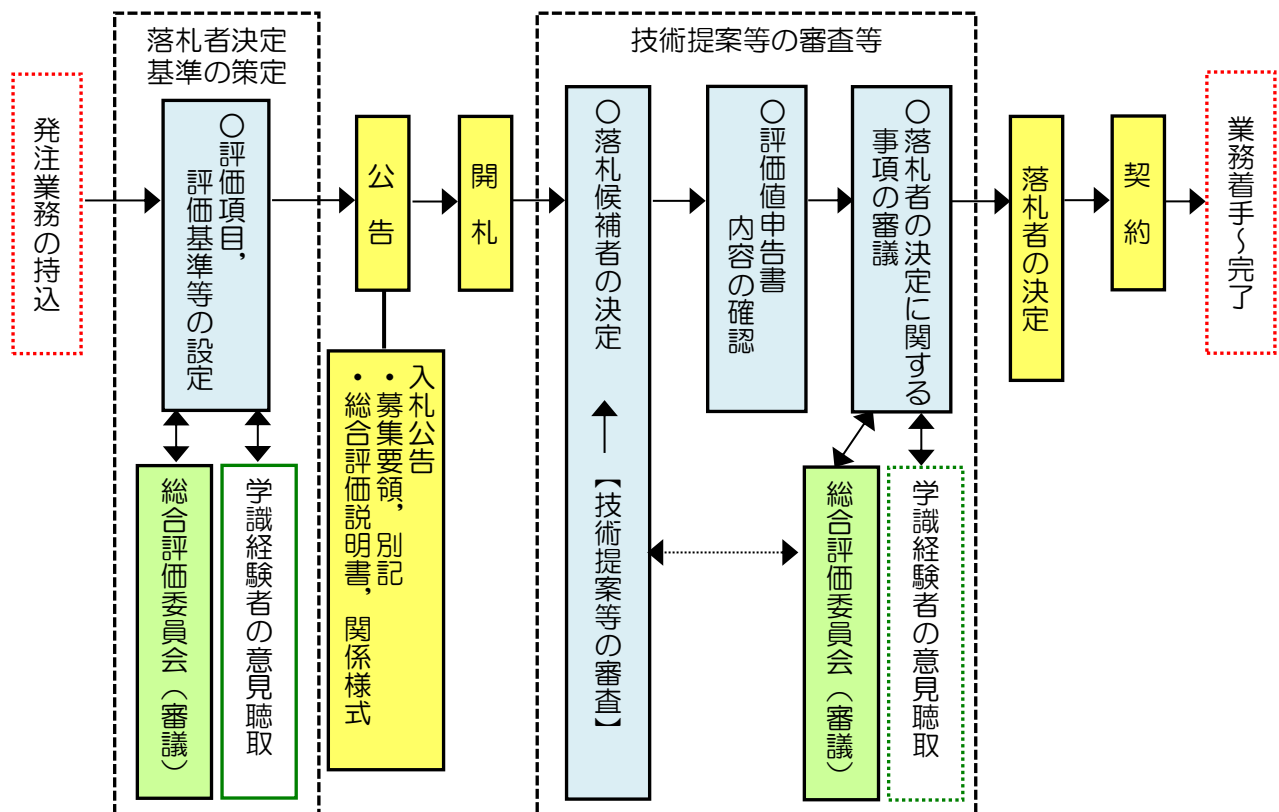 落札者決定
基準の策定
技術提案等の審査等
発注業務の持込
〇評価項目，
評価基準等の設定
公告
開札
〇落札候補者の決定
【技術提案等の審査】
〇評価値申告書
内容の確認
〇落札者の決定に関する
事項の審議
落札者の決定
契約
業務着手～完了
総合評価委員会（審議）
学識経験者の意見聴取
入札公告
・募集要領，別記
・総合評価説明書，関係様式
総合評価委員会（審議）
学識経験者の意見聴取